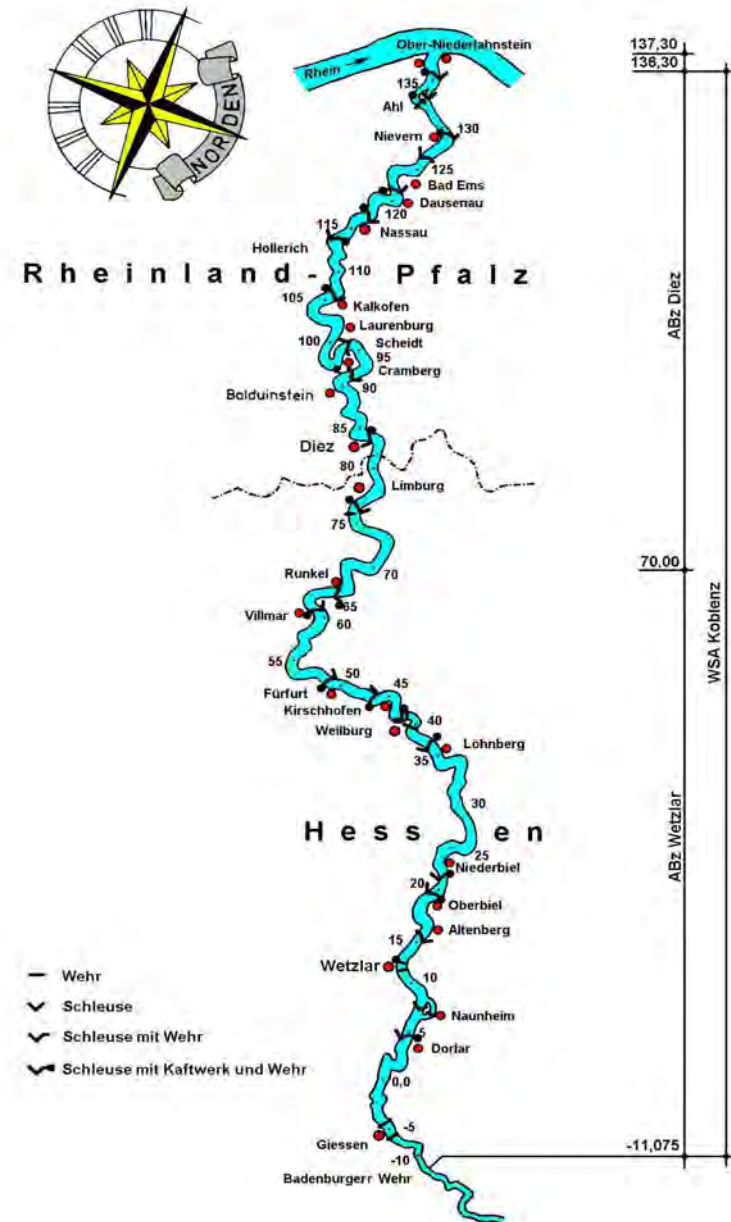 NORDEN
Ober-Niederlahnstein
Rhein
137,30
136,30
135
Ahl
Nievern
130
125
Bad Ems
Dausenau
120
Nassau
115
Hollerich
110
Rheinland-Pfalz
105
Kalkofen
Laurenburg
100
Scheidt
95
Cramberg
90
Balduinstein
85
Diez
80
Limburg
75
ABz Diez
70,00
70
Runkel
65
Villmar
60
55
50
45
Fürfurt
Kirschhofen
40
Weilburg
35
Löhnberg
WSA Koblenz
30
Hessen
25
ABz Wetzlar
Niederbiel
20
Oberbiel
Altenberg
15
Wetzlar
10
Naunheim
5
Dorlar
0,0
-5
Giessen
-10
-11,075
Badenburgerr Wehr
Wehr
Schleuse
Schleuse mit Wehr
Schleuse mit Kaftwerk und Wehr